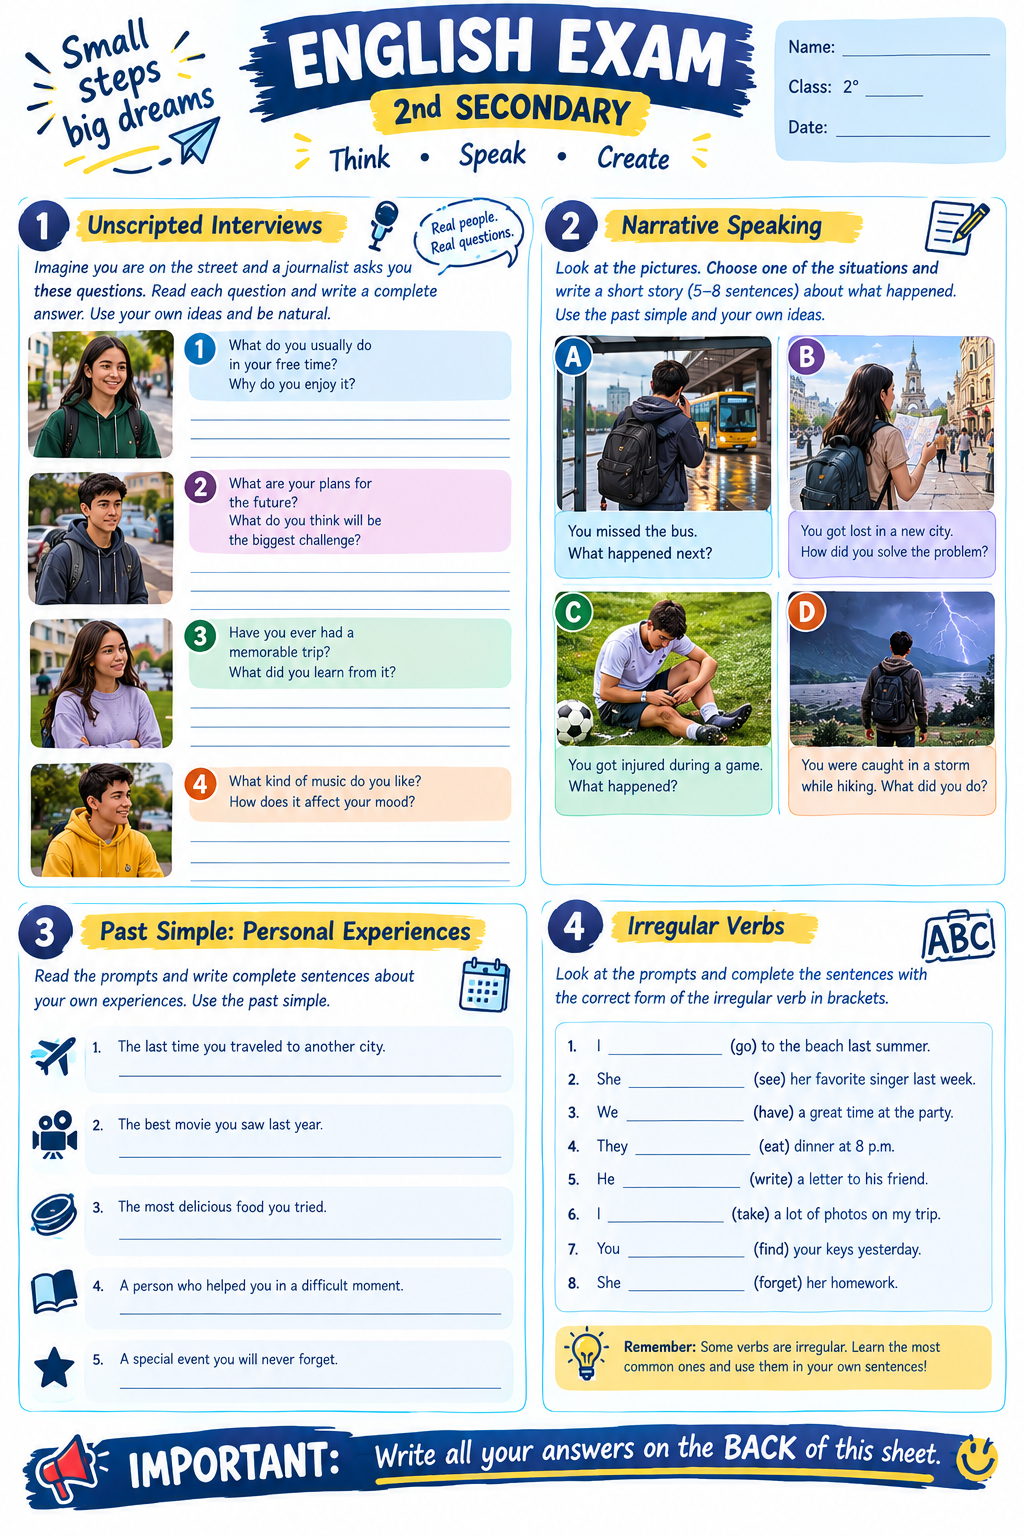 Small
steps
big dreams
ENGLISH EXAM
2nd SECONDARY
Think • Speak • Create
Name: ____________
Class: 2° ______
Date: ____________
1 Unscripted Interviews
Real people.
Real questions.
Imagine you are on the street and a journalist asks you
these questions. Read each question and write a complete
answer. Use your own ideas and be natural.
1 What do you usually do
in your free time?
Why do you enjoy it?
2 What are your plans for
the future?
What do you think will be
the biggest challenge?
3 Have you ever had a
memorable trip?
What did you learn from it?
4 What kind of music do you like?
How does it affect your mood?
2 Narrative Speaking
Look at the pictures. Choose one of the situations and
write a short story (5–8 sentences) about what happened.
Use the past simple and your own ideas.
A
You missed the bus.
What happened next?
B
You got lost in a new city.
How did you solve the problem?
C
You got injured during a game.
What happened?
D
You were caught in a storm
while hiking. What did you do?
3 Past Simple: Personal Experiences
Read the prompts and write complete sentences about
your own experiences. Use the past simple.
1. The last time you traveled to another city.
2. The best movie you saw last year.
3. The most delicious food you tried.
4. A person who helped you in a difficult moment.
5. A special event you will never forget.
4 Irregular Verbs
ABC
Look at the prompts and complete the sentences with
the correct form of the irregular verb in brackets.
1. I ____________ (go) to the beach last summer.
2. She ____________ (see) her favorite singer last week.
3. We ____________ (have) a great time at the party.
4. They ____________ (eat) dinner at 8 p.m.
5. He ____________ (write) a letter to his friend.
6. I ____________ (take) a lot of photos on my trip.
7. You ____________ (find) your keys yesterday.
8. She ____________ (forget) her homework.
Remember: Some verbs are irregular. Learn the most
common ones and use them in your own sentences!
IMPORTANT: Write all your answers on the BACK of this sheet.